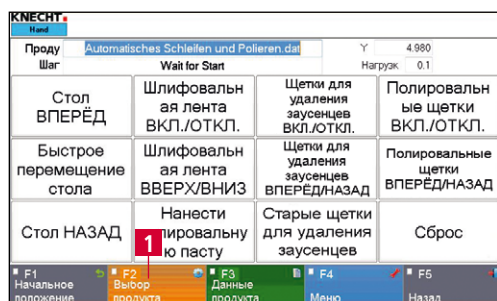 KNECHT
Hand
Проду Automatisches Schleifen und Polieren.dat Y 4.980
Шаг Wait for Start Нагрузк 0.1
Стол
ВПЕРЁД
Шлифовальн
ая лента
ВКЛ./ОТКЛ.
Щетки для
удаления
заусенцев
ВКЛ./ОТКЛ.
Полировальн
ые щетки
ВКЛ./ОТКЛ.
Быстрое
перемещение
стола
Шлифовальн
ая лента
ВВЕРХ/ВНИЗ
Щетки для
удаления
заусенцев
ВПЕРЁД/НАЗАД
Полировальные
щетки
ВПЕРЁД/НАЗАД
Стол НАЗАД
Нанести
лировальну
ю пасту
Старые щетки
для удаления
заусенцев
Сброс
1
F1
Начальное
положение
F2
Выбор
продукта
F3
Данные
продукта
F4
Меню
F5
Назад